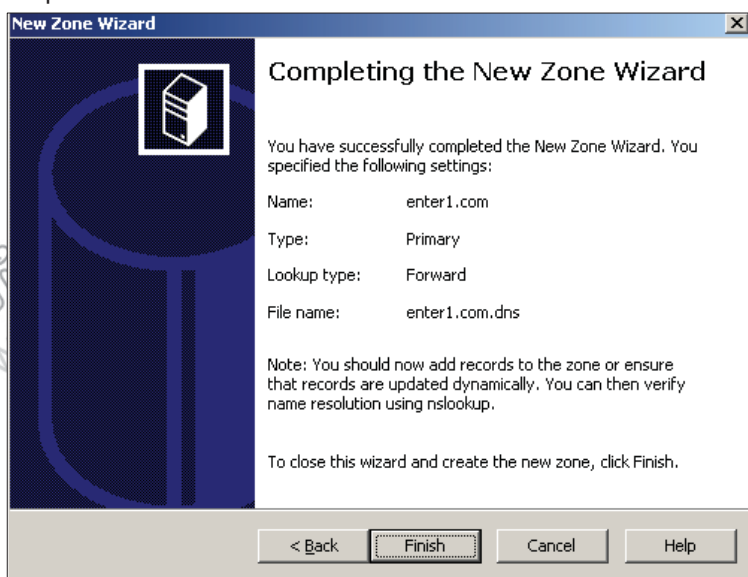 New Zone Wizard
Completing the New Zone Wizard
You have successfully completed the New Zone Wizard. You
specified the following settings:
Name: enter1.com
Type: Primary
Lookup type: Forward
File name: enter1.com.dns
Note: You should now add records to the zone or ensure
that records are updated dynamically. You can then verify
name resolution using nslookup.
To close this wizard and create the new zone, click Finish.
< Back Finish Cancel Help